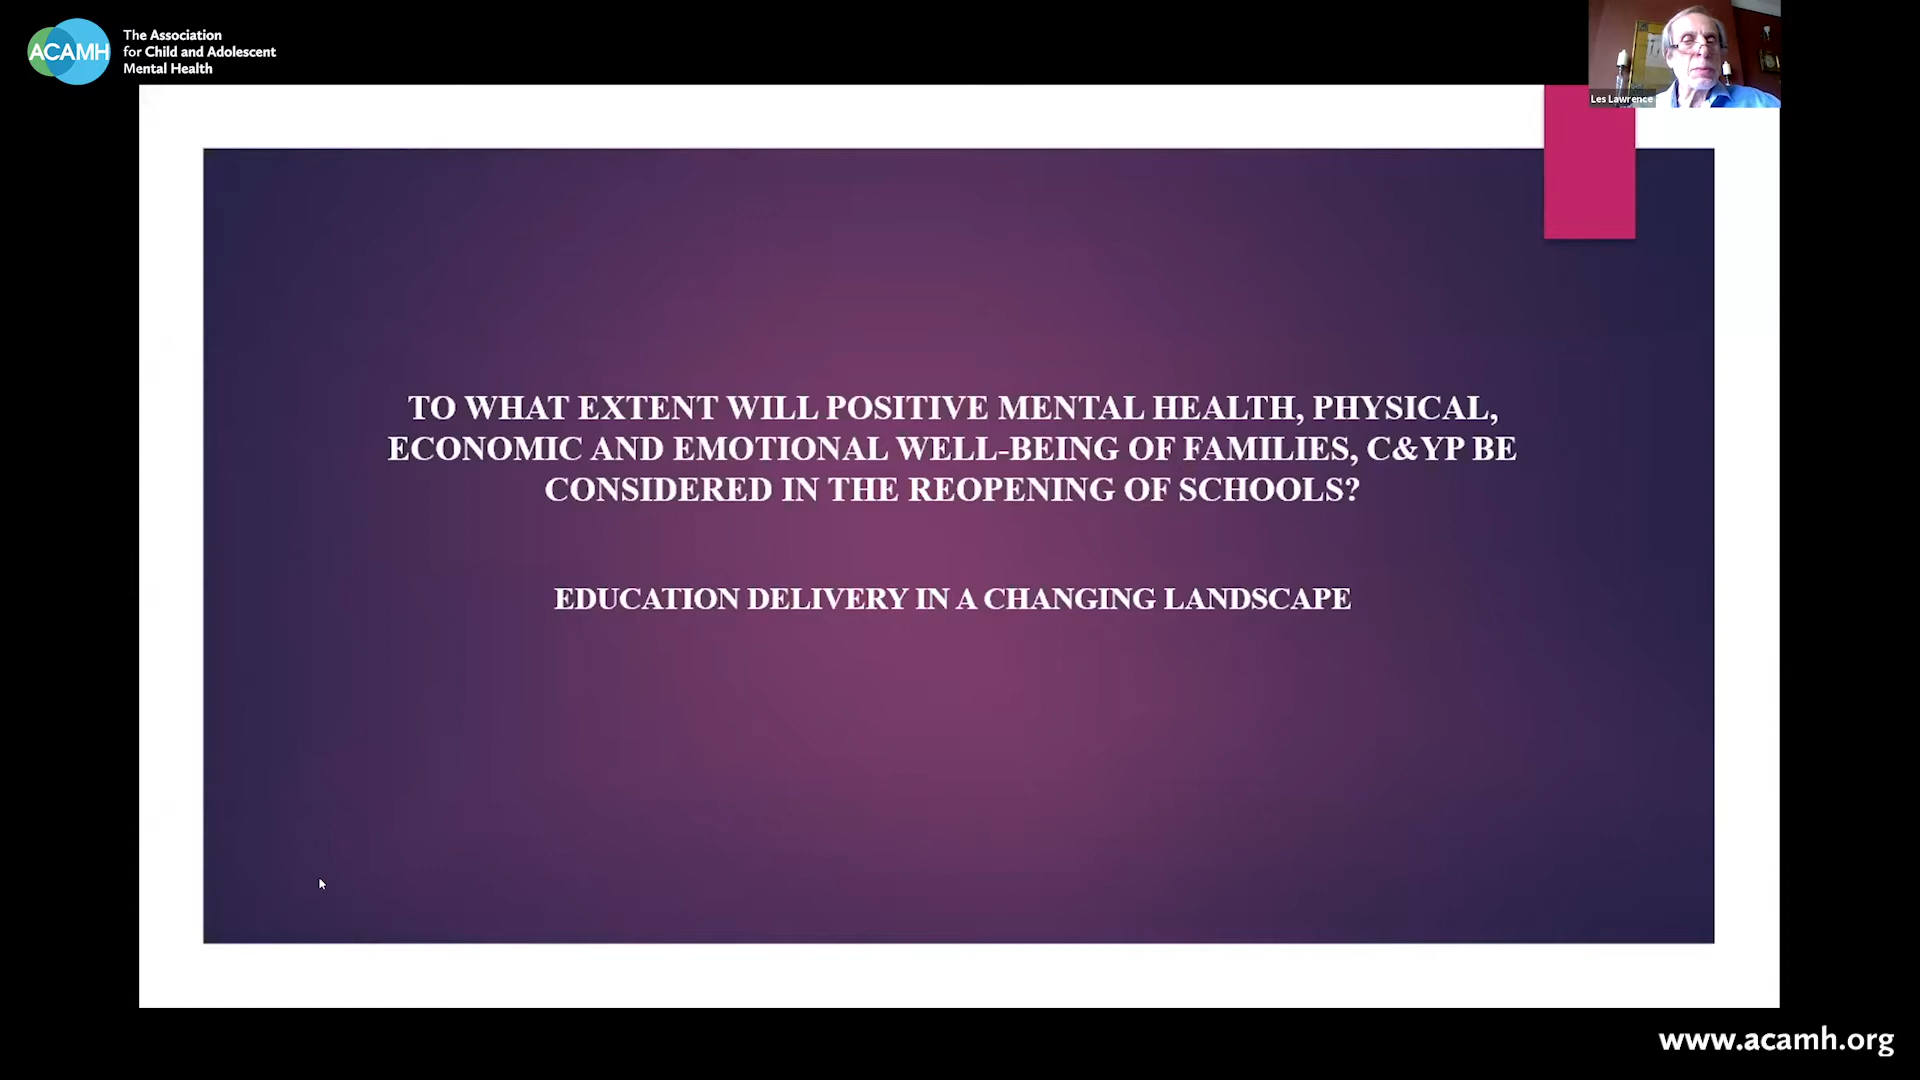 ACAMH
The Association
for Child and Adolescent
Mental Health
Les Lawrence
TO WHAT EXTENT WILL POSITIVE MENTAL HEALTH, PHYSICAL,
ECONOMIC AND EMOTIONAL WELL-BEING OF FAMILIES, C&YP BE
CONSIDERED IN THE REOPENING OF SCHOOLS?
EDUCATION DELIVERY IN A CHANGING LANDSCAPE
www.acamh.org